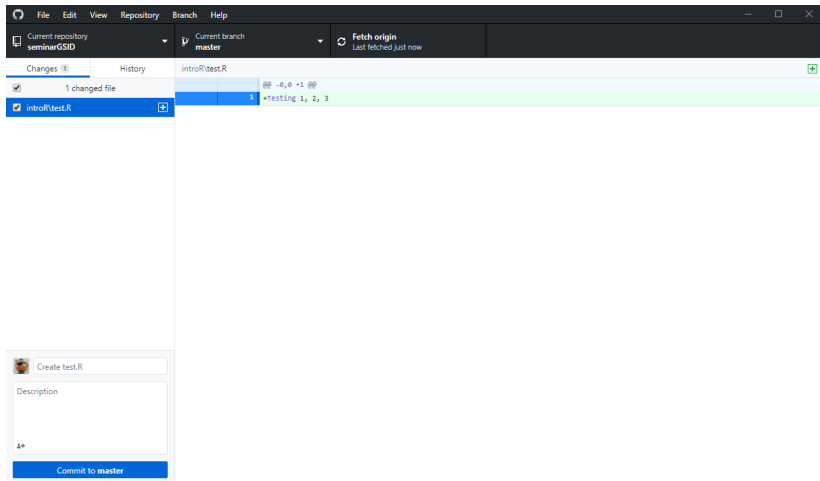 File Edit View Repository Branch Help
Current repository
seminarGSID
Current branch
master
Fetch origin
Last fetched just now
Changes 1 History
introR\test.R
1 changed file
introR\test.R
@@ -0,0 +1 @@
1 +Testing 1, 2, 3
Create test.R
Description
Commit to master